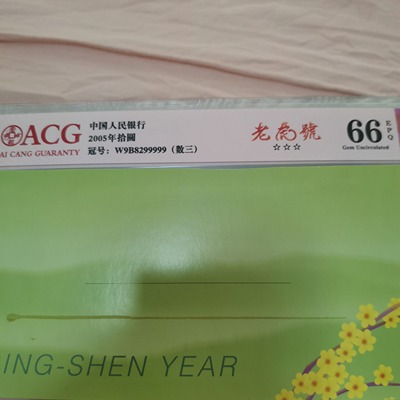 ACG
AI CANG GUARANTY
中国人民银行
2005年拾圆
冠号：W9B8299999（数三）
老斋號
☆☆☆
66 EPQ
Gem Uncirculated
ING-SHEN YEAR